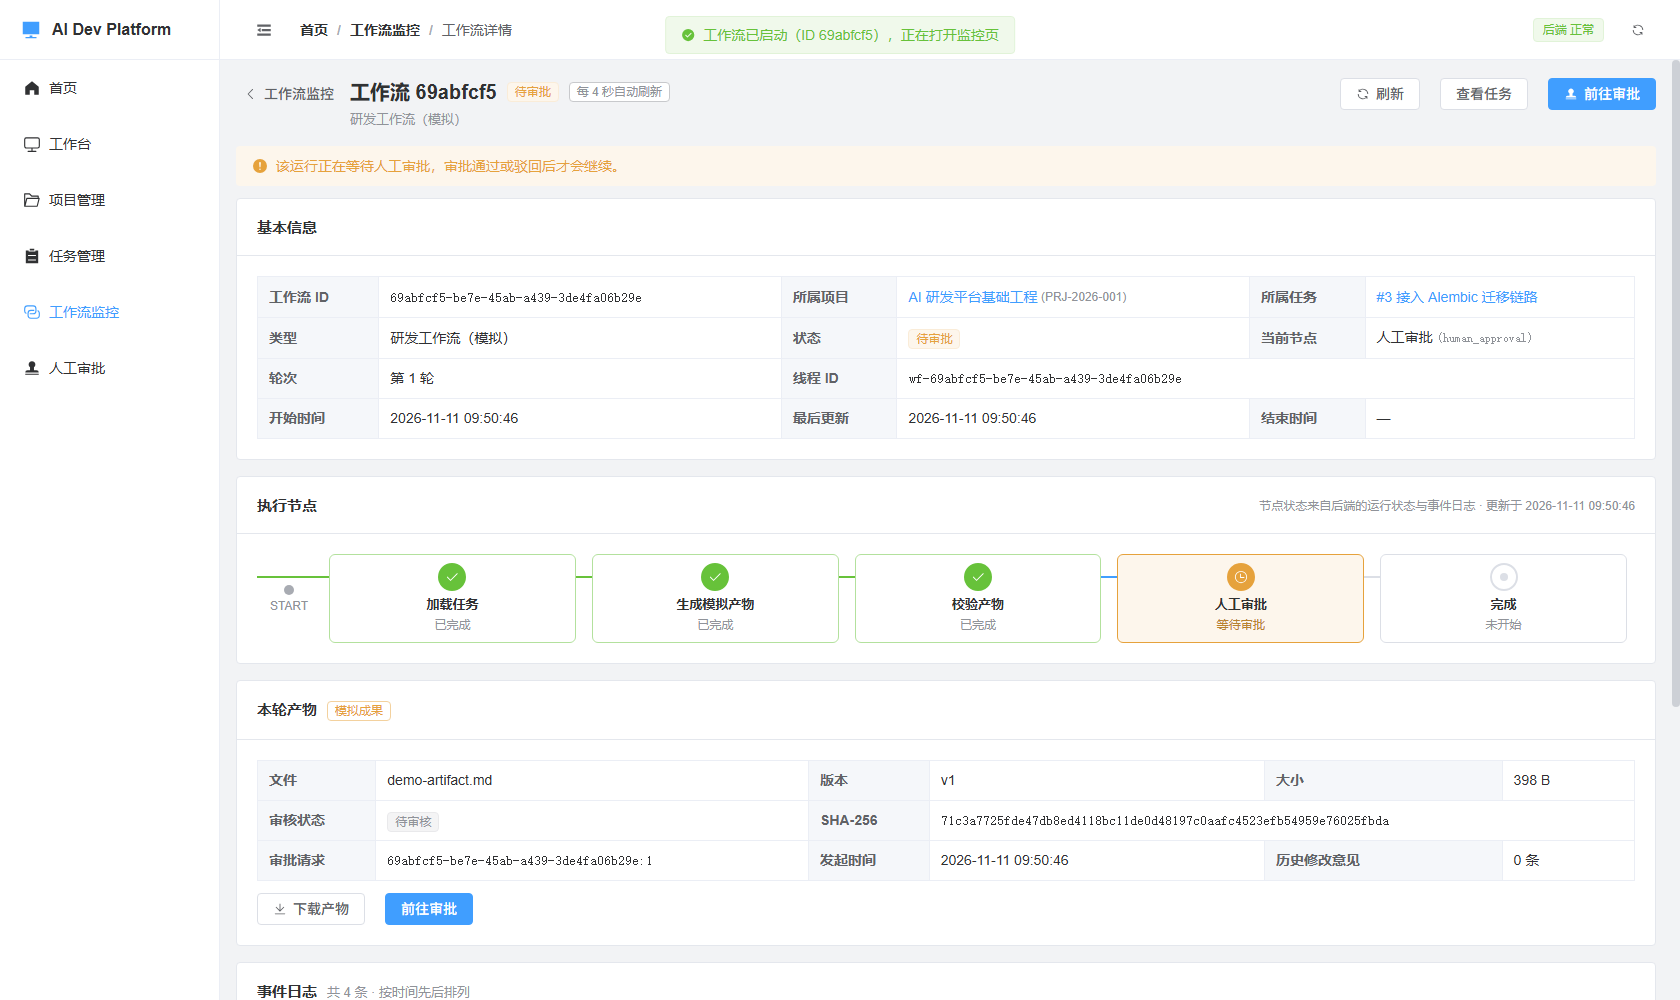 AI Dev Platform
首页
工作台
项目管理
任务管理
工作流监控
人工审批
首页 / 工作流监控 / 工作流详情
工作流已启动（ID 69abfcf5），正在打开监控页
后端 正常
工作流监控
工作流 69abfcf5 待审批 每 4 秒自动刷新
研发工作流（模拟）
刷新
查看任务
前往审批
该运行正在等待人工审批，审批通过或驳回后才会继续。
基本信息
工作流 ID 69abfcf5-be7e-45ab-a439-3de4fa06b29e 所属项目 AI 研发平台基础工程 (PRJ-2026-001) 所属任务 #3 接入 Alembic 迁移链路
类型 研发工作流（模拟） 状态 待审批 当前节点 人工审批 (human_approval)
轮次 第 1 轮 线程 ID wf-69abfcf5-be7e-45ab-a439-3de4fa06b29e
开始时间 2026-11-11 09:50:46 最后更新 2026-11-11 09:50:46 结束时间 —
执行节点
节点状态来自后端的运行状态与事件日志 · 更新于 2026-11-11 09:50:46
START
加载任务
已完成
生成模拟产物
已完成
校验产物
已完成
人工审批
等待审批
完成
未开始
本轮产物 模拟成果
文件 demo-artifact.md 版本 v1 大小 398 B
审核状态 待审核 SHA-256 71c3a7725fde47db8ed4118bc11de0d48197c0aafc4523efb54959e76025fbda
审批请求 69abfcf5-be7e-45ab-a439-3de4fa06b29e:1 发起时间 2026-11-11 09:50:46 历史修改意见 0 条
下载产物
前往审批
事件日志 共 4 条 · 按时间先后排列